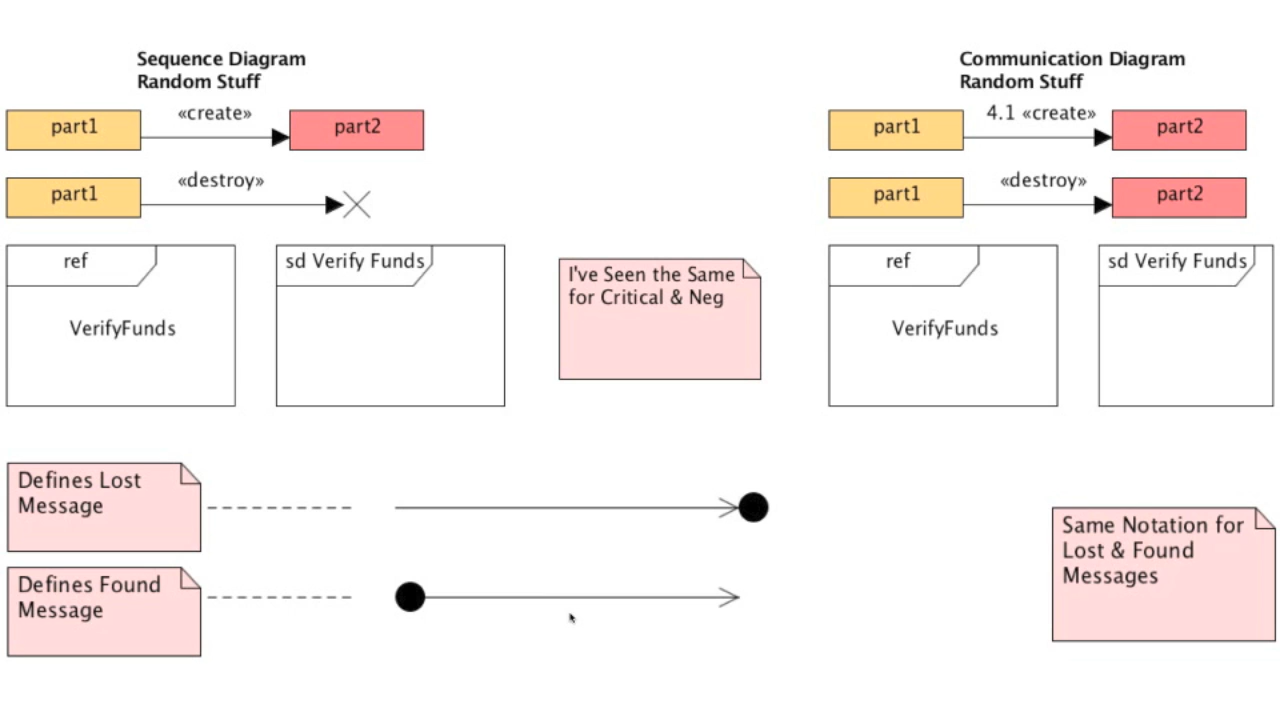 Sequence Diagram
Random Stuff
part1
«create»
part2
part1
«destroy»
ref
VerifyFunds
sd Verify Funds
I've Seen the Same
for Critical & Neg
Communication Diagram
Random Stuff
part1
4.1 «create»
part2
part1
«destroy»
part2
ref
VerifyFunds
sd Verify Funds
Defines Lost
Message
Defines Found
Message
Same Notation for
Lost & Found
Messages